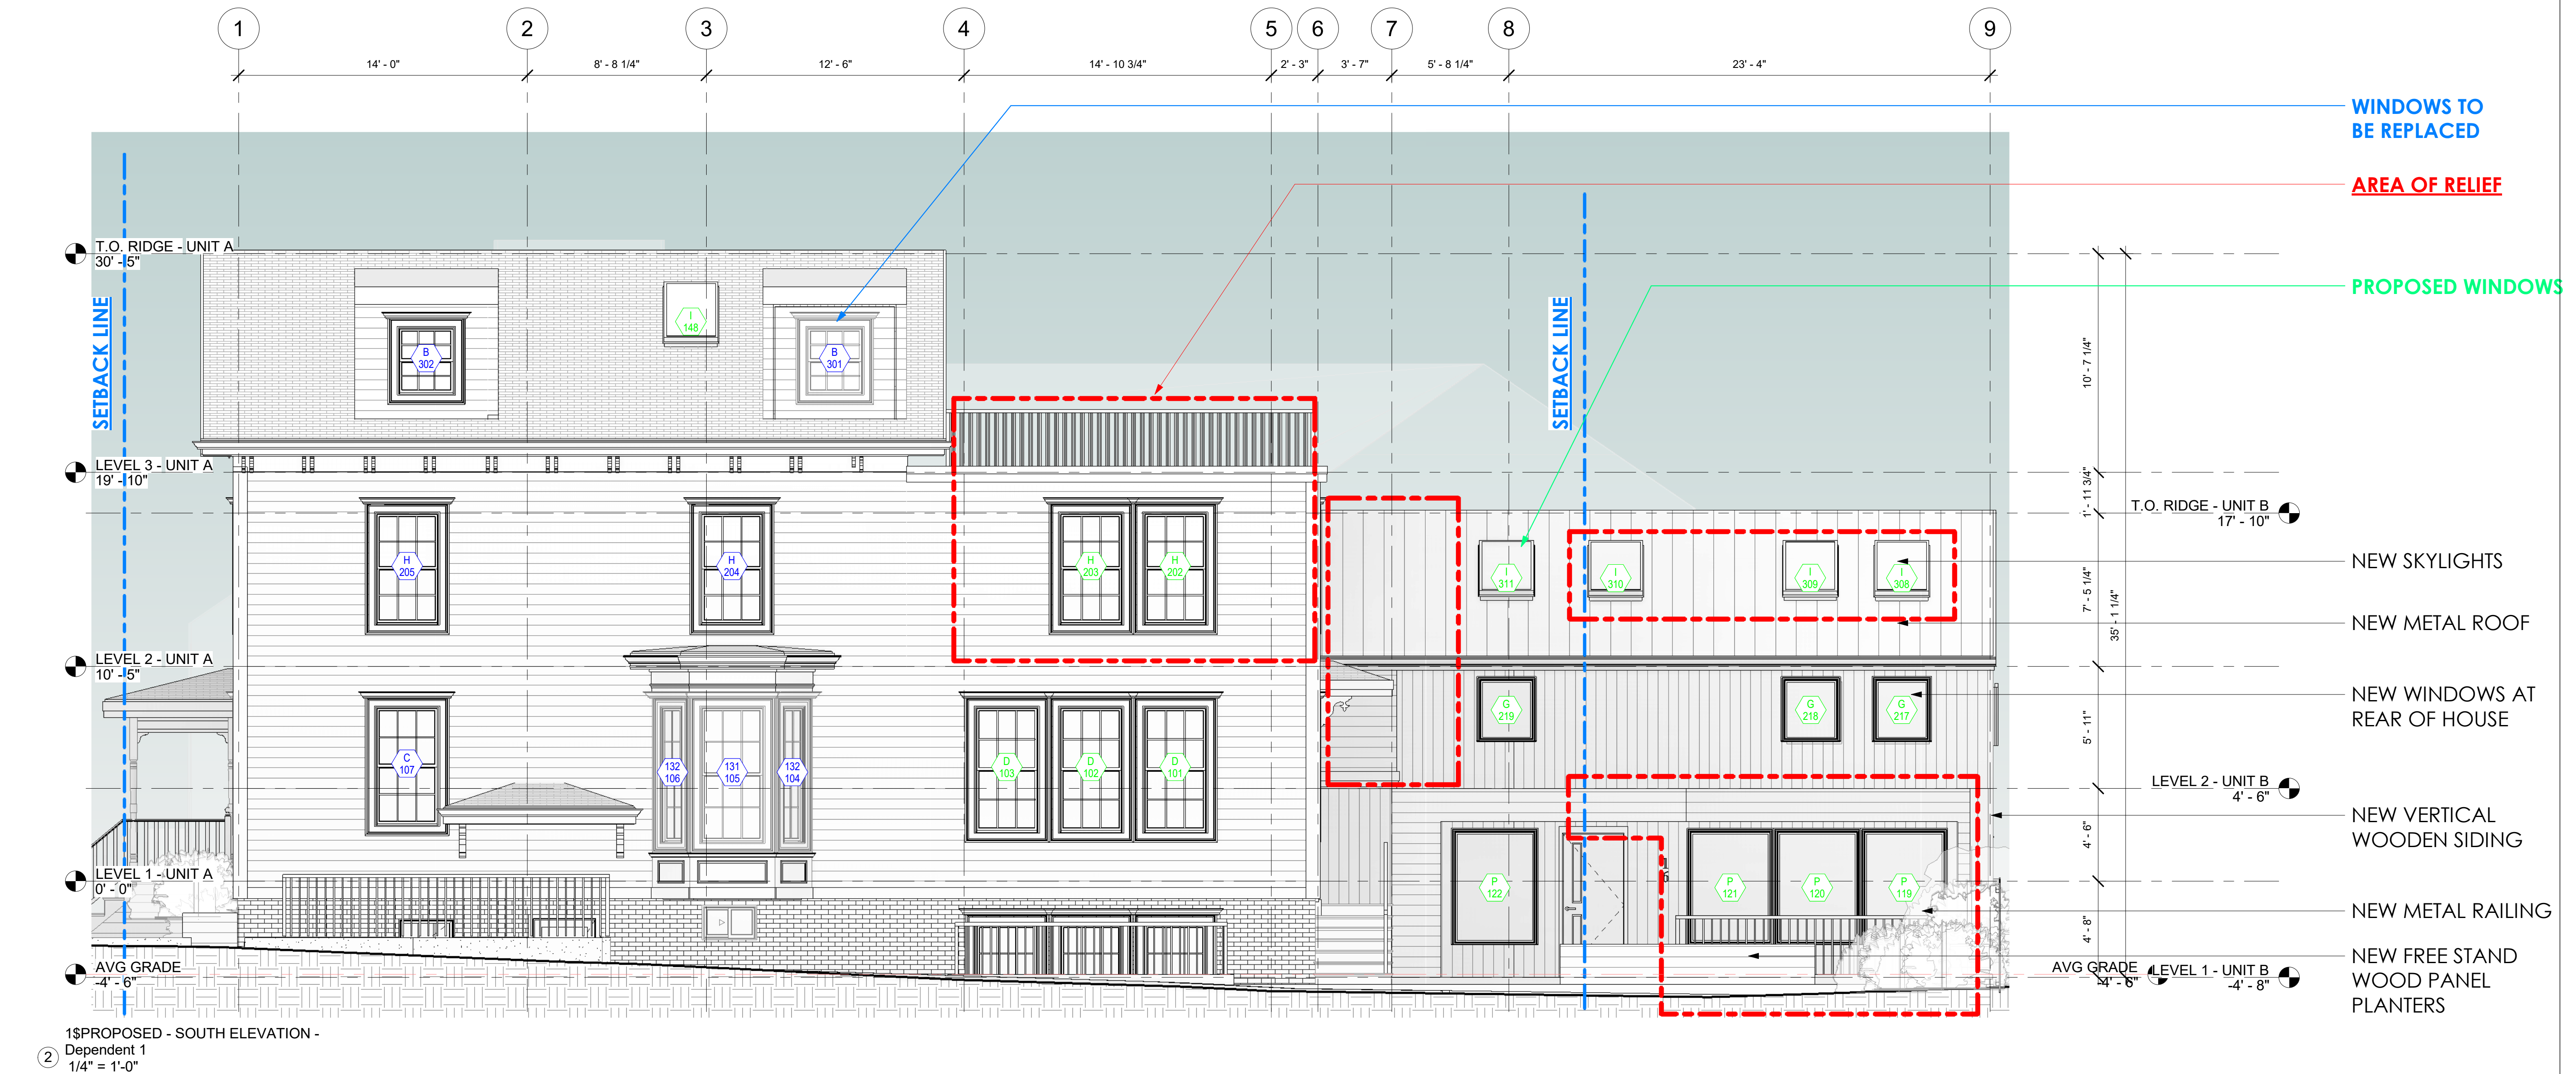 1
2
3
4
5
6
7
8
9
14' - 0"
8' - 8 1/4"
12' - 6"
14' - 10 3/4"
2' - 3"
3' - 7"
5' - 8 1/4"
23' - 4"
WINDOWS TO
BE REPLACED
AREA OF RELIEF
PROPOSED WINDOWS
T.O. RIDGE - UNIT A
30' - 5"
SETBACK LINE
SETBACK LINE
I
148
B
302
B
301
10' - 7 1/4"
LEVEL 3 - UNIT A
19' - 10"
1' - 11 3/4"
T.O. RIDGE - UNIT B
17' - 10"
H
205
H
204
H
203
H
202
I
311
I
310
I
309
I
308
NEW SKYLIGHTS
7' - 5 1/4"
35' - 1 1/4"
NEW METAL ROOF
LEVEL 2 - UNIT A
10' - 5"
G
219
G
218
G
217
NEW WINDOWS AT
REAR OF HOUSE
5' - 11"
C
107
132
106
131
105
132
104
D
103
D
102
D
101
LEVEL 2 - UNIT B
4' - 6"
NEW VERTICAL
WOODEN SIDING
4' - 6"
LEVEL 1 - UNIT A
0' - 0"
1
6
P
122
P
121
P
120
P
119
NEW METAL RAILING
4' - 8"
NEW FREE STAND
WOOD PANEL
PLANTERS
AVG GRADE
-4' - 6"
AVG GRADE
-4' - 6"
LEVEL 1 - UNIT B
-4' - 8"
1$PROPOSED - SOUTH ELEVATION -
Dependent 1
2
1/4" = 1'-0"